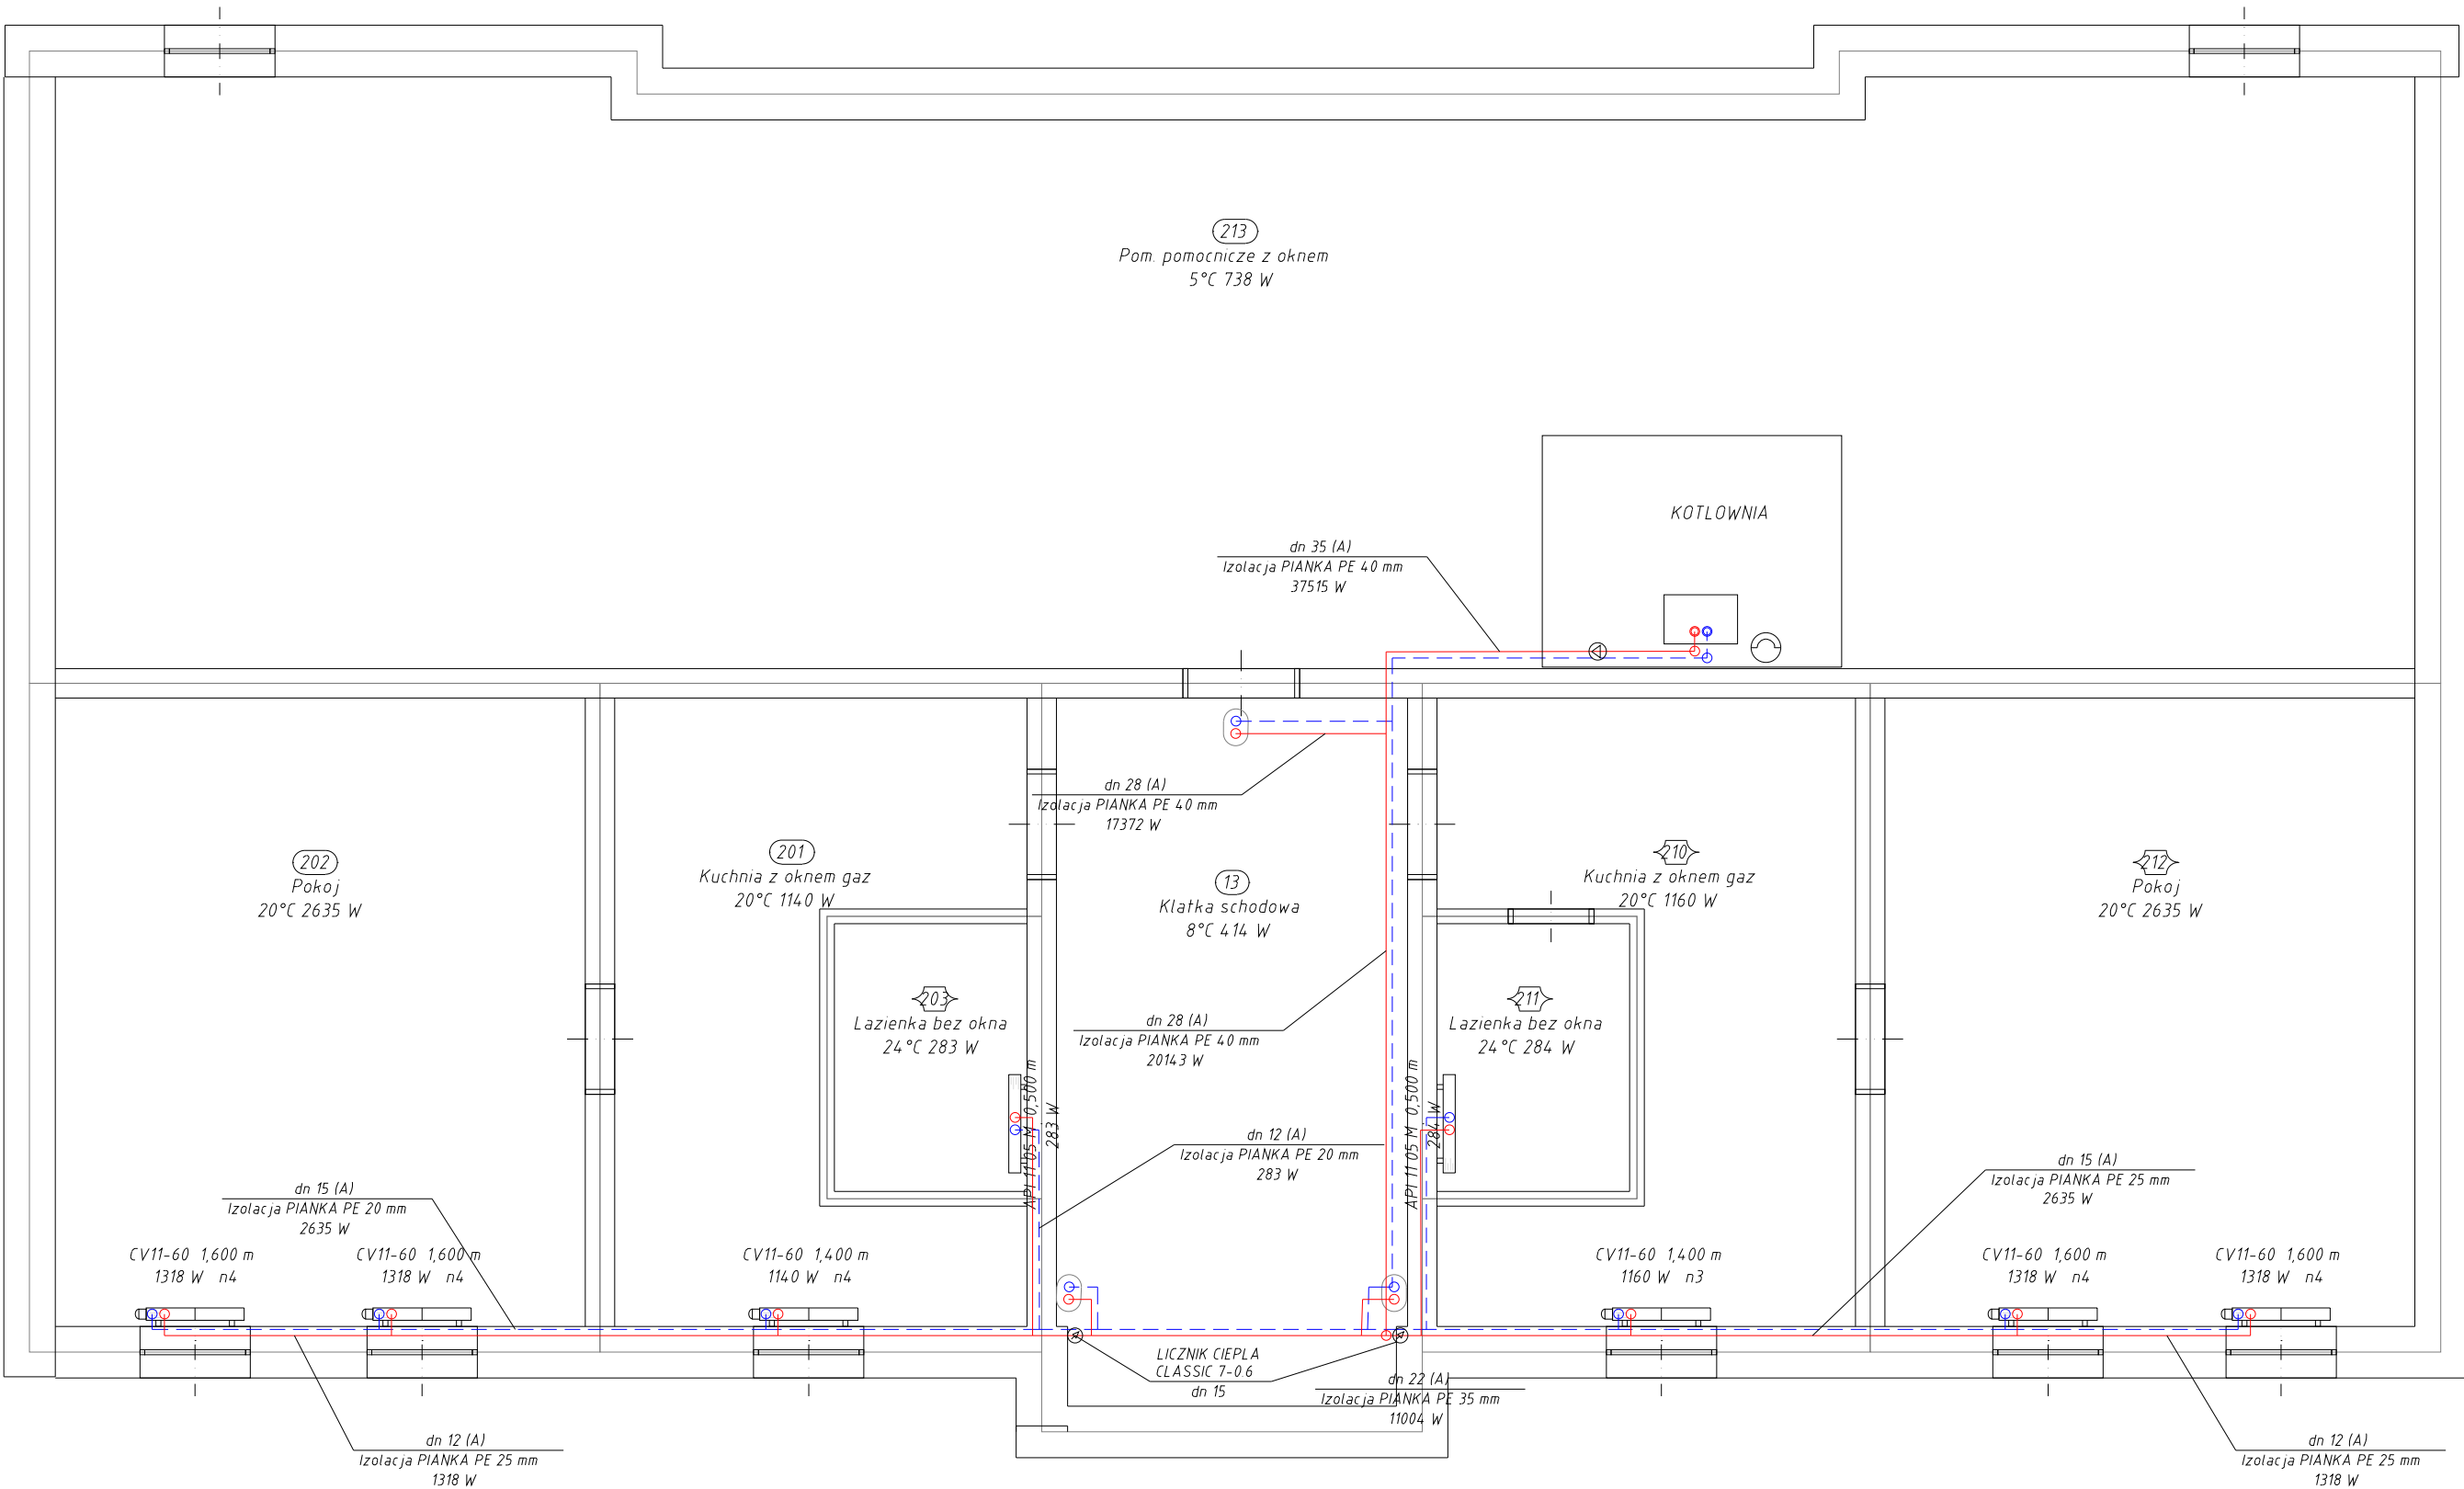 213
Pom. pomocnicze z oknem
5°C 738 W
KOTLOWNIA
dn 35 (A)
Izolacja PIANKA PE 40 mm
37515 W
dn 28 (A)
Izolacja PIANKA PE 40 mm
17372 W
202
Pokoj
20°C 2635 W
201
Kuchnia z oknem gaz
20°C 1140 W
13
Klatka schodowa
8°C 414 W
210
Kuchnia z oknem gaz
20°C 1160 W
212
Pokoj
20°C 2635 W
203
Lazienka bez okna
24°C 283 W
dn 28 (A)
Izolacja PIANKA PE 40 mm
20143 W
211
Lazienka bez okna
24°C 284 W
API 11 05 M 0,500 m
283 W
API 11 05 M 0,500 m
284 W
dn 12 (A)
Izolacja PIANKA PE 20 mm
283 W
dn 15 (A)
Izolacja PIANKA PE 20 mm
2635 W
dn 15 (A)
Izolacja PIANKA PE 25 mm
2635 W
CV11-60 1,600 m
1318 W n4
CV11-60 1,600 m
1318 W n4
CV11-60 1,400 m
1140 W n4
CV11-60 1,400 m
1160 W n3
CV11-60 1,600 m
1318 W n4
CV11-60 1,600 m
1318 W n4
LICZNIK CIEPLA
CLASSIC 7-0.6
dn 15
dn 22 (A)
Izolacja PIANKA PE 35 mm
11004 W
dn 12 (A)
Izolacja PIANKA PE 25 mm
1318 W
dn 12 (A)
Izolacja PIANKA PE 25 mm
1318 W